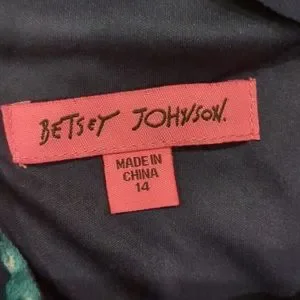 BETSEY JOHNSON.
MADE IN
CHINA
14